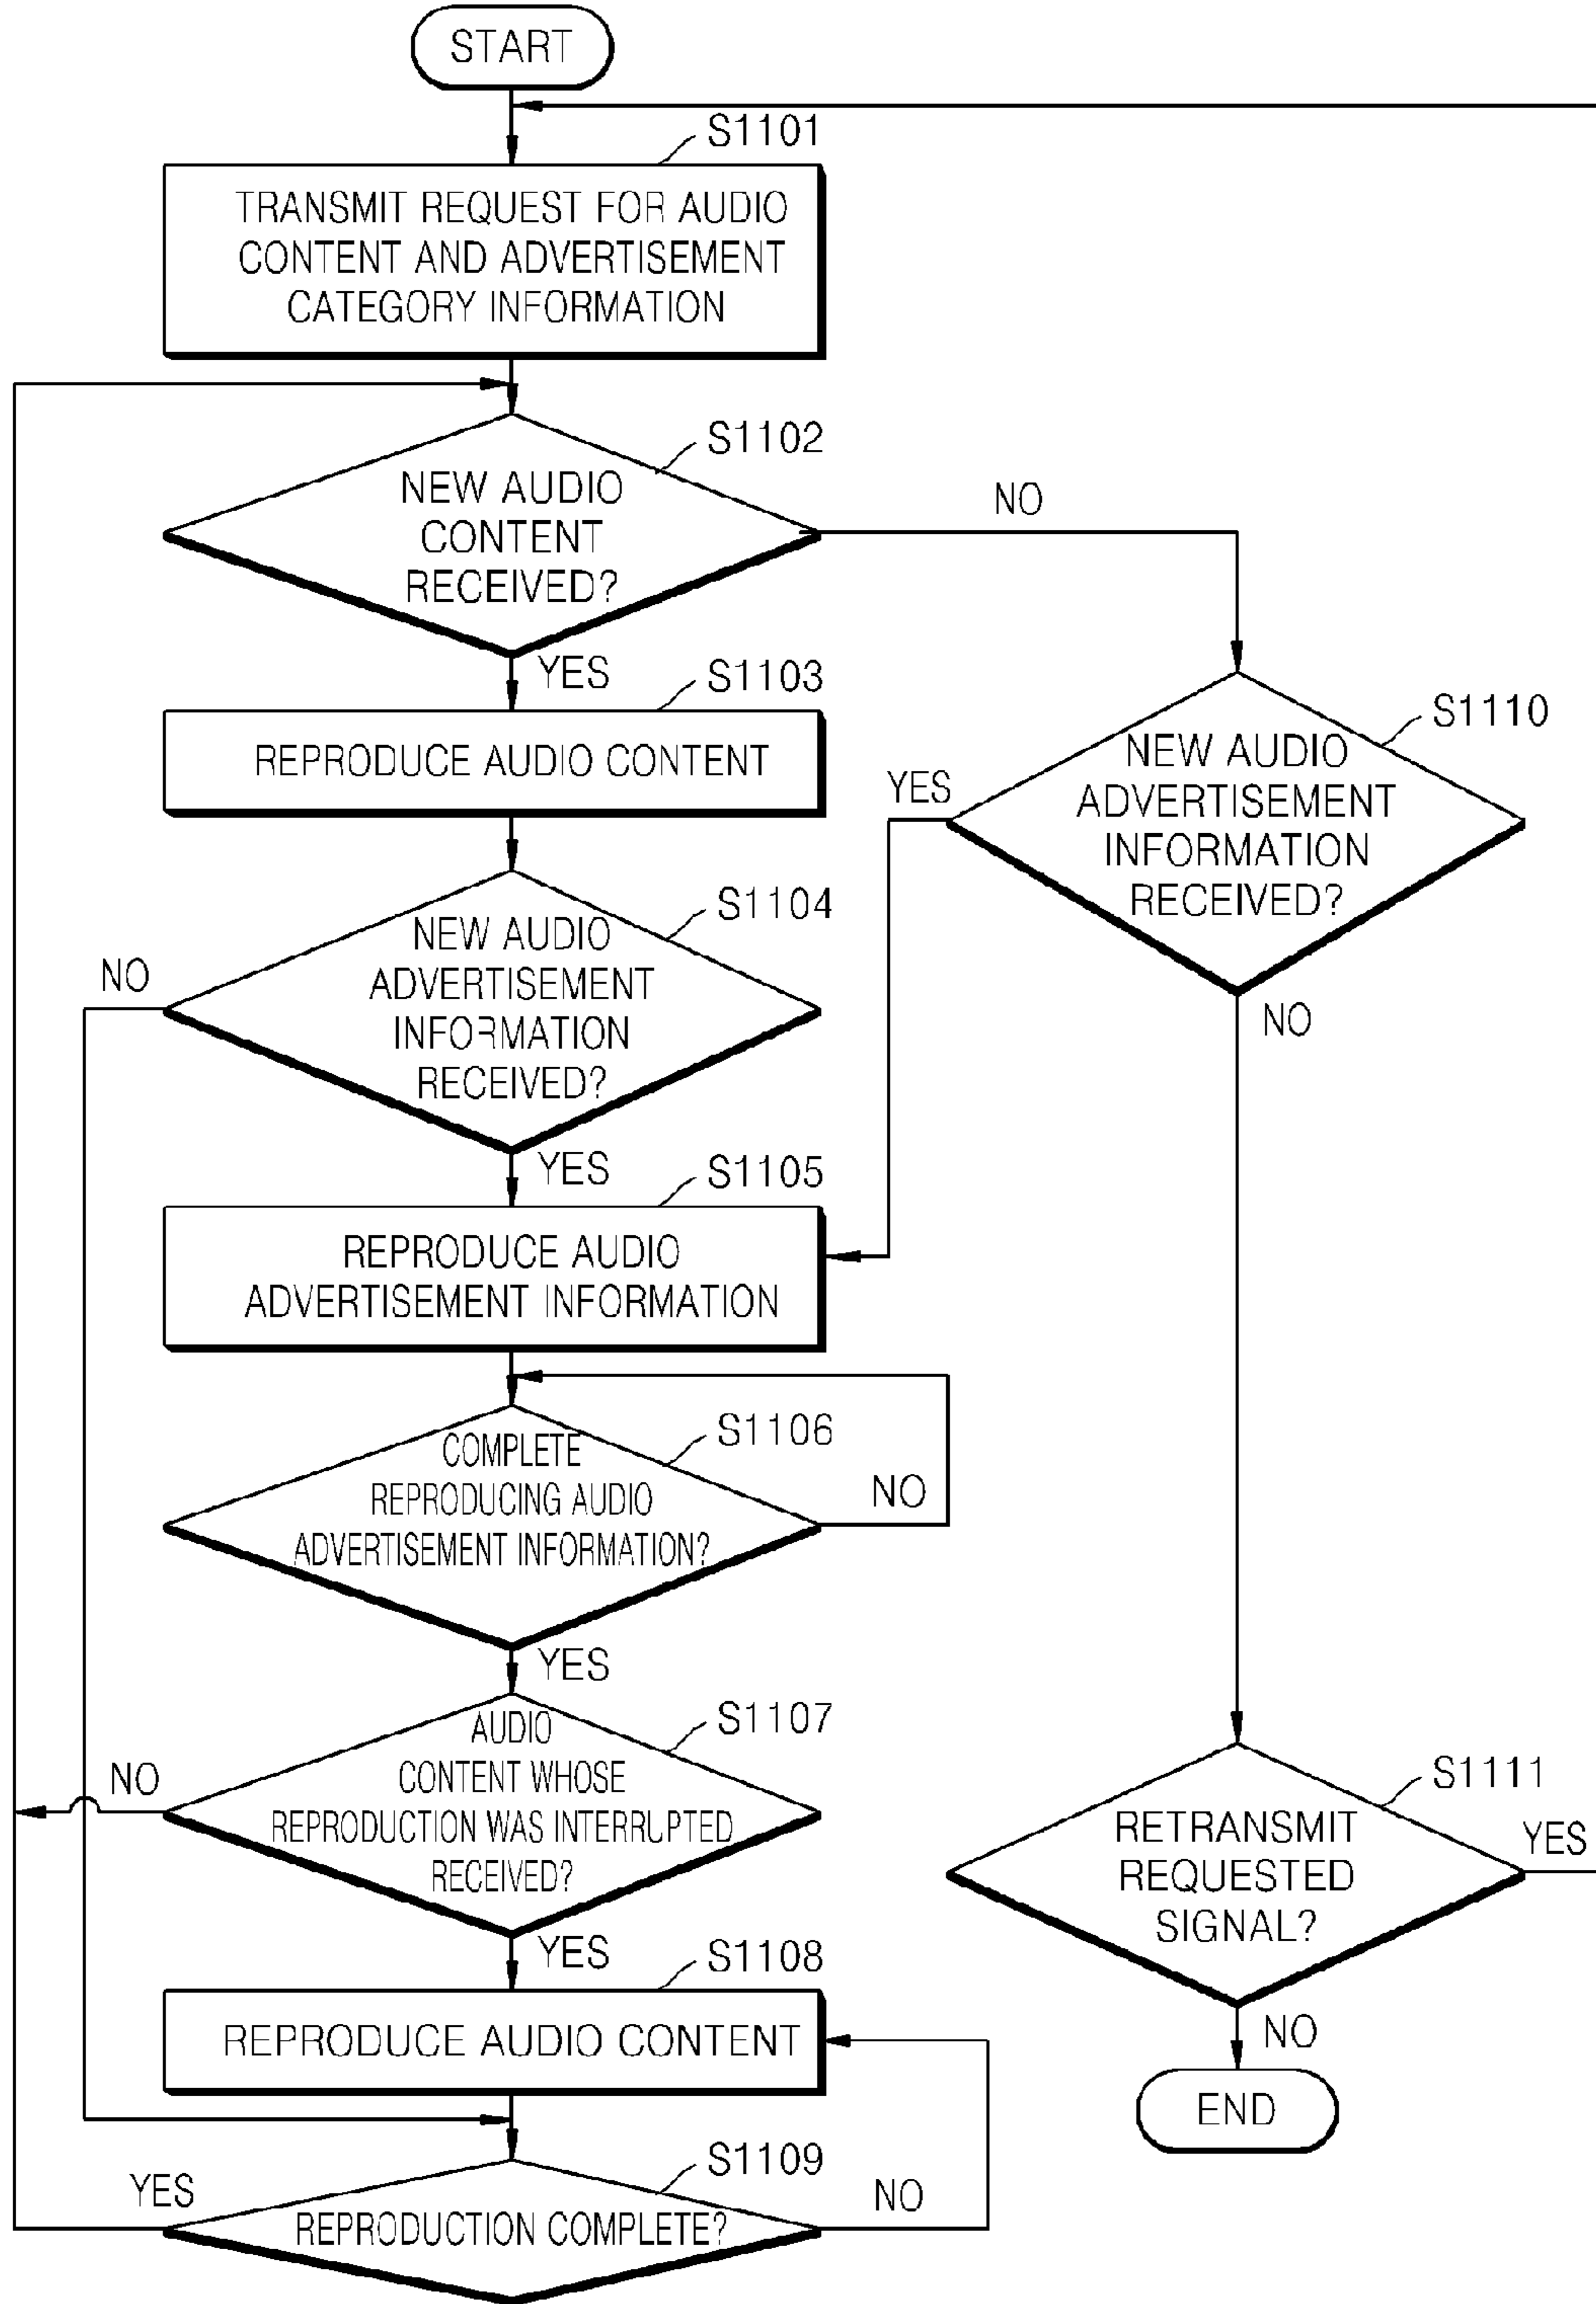 START
S1101
TRANSMIT REQUEST FOR AUDIO
CONTENT AND ADVERTISEMENT
CATEGORY INFORMATION
S1102
NEW AUDIO
CONTENT
RECEIVED?
NO
YES
S1103
REPRODUCE AUDIO CONTENT
S1110
NEW AUDIO
ADVERTISEMENT
INFORMATION
RECEIVED?
YES
NO
S1104
NEW AUDIO
ADVERTISEMENT
INFORMATION
RECEIVED?
NO
YES
S1105
REPRODUCE AUDIO
ADVERTISEMENT INFORMATION
S1106
COMPLETE
REPRODUCING AUDIO
ADVERTISEMENT INFORMATION?
NO
YES
S1107
AUDIO
CONTENT WHOSE
REPRODUCTION WAS INTERRUPTED
RECEIVED?
NO
YES
S1111
RETRANSMIT
REQUESTED
SIGNAL?
YES
NO
END
S1108
REPRODUCE AUDIO CONTENT
S1109
REPRODUCTION COMPLETE?
YES
NO